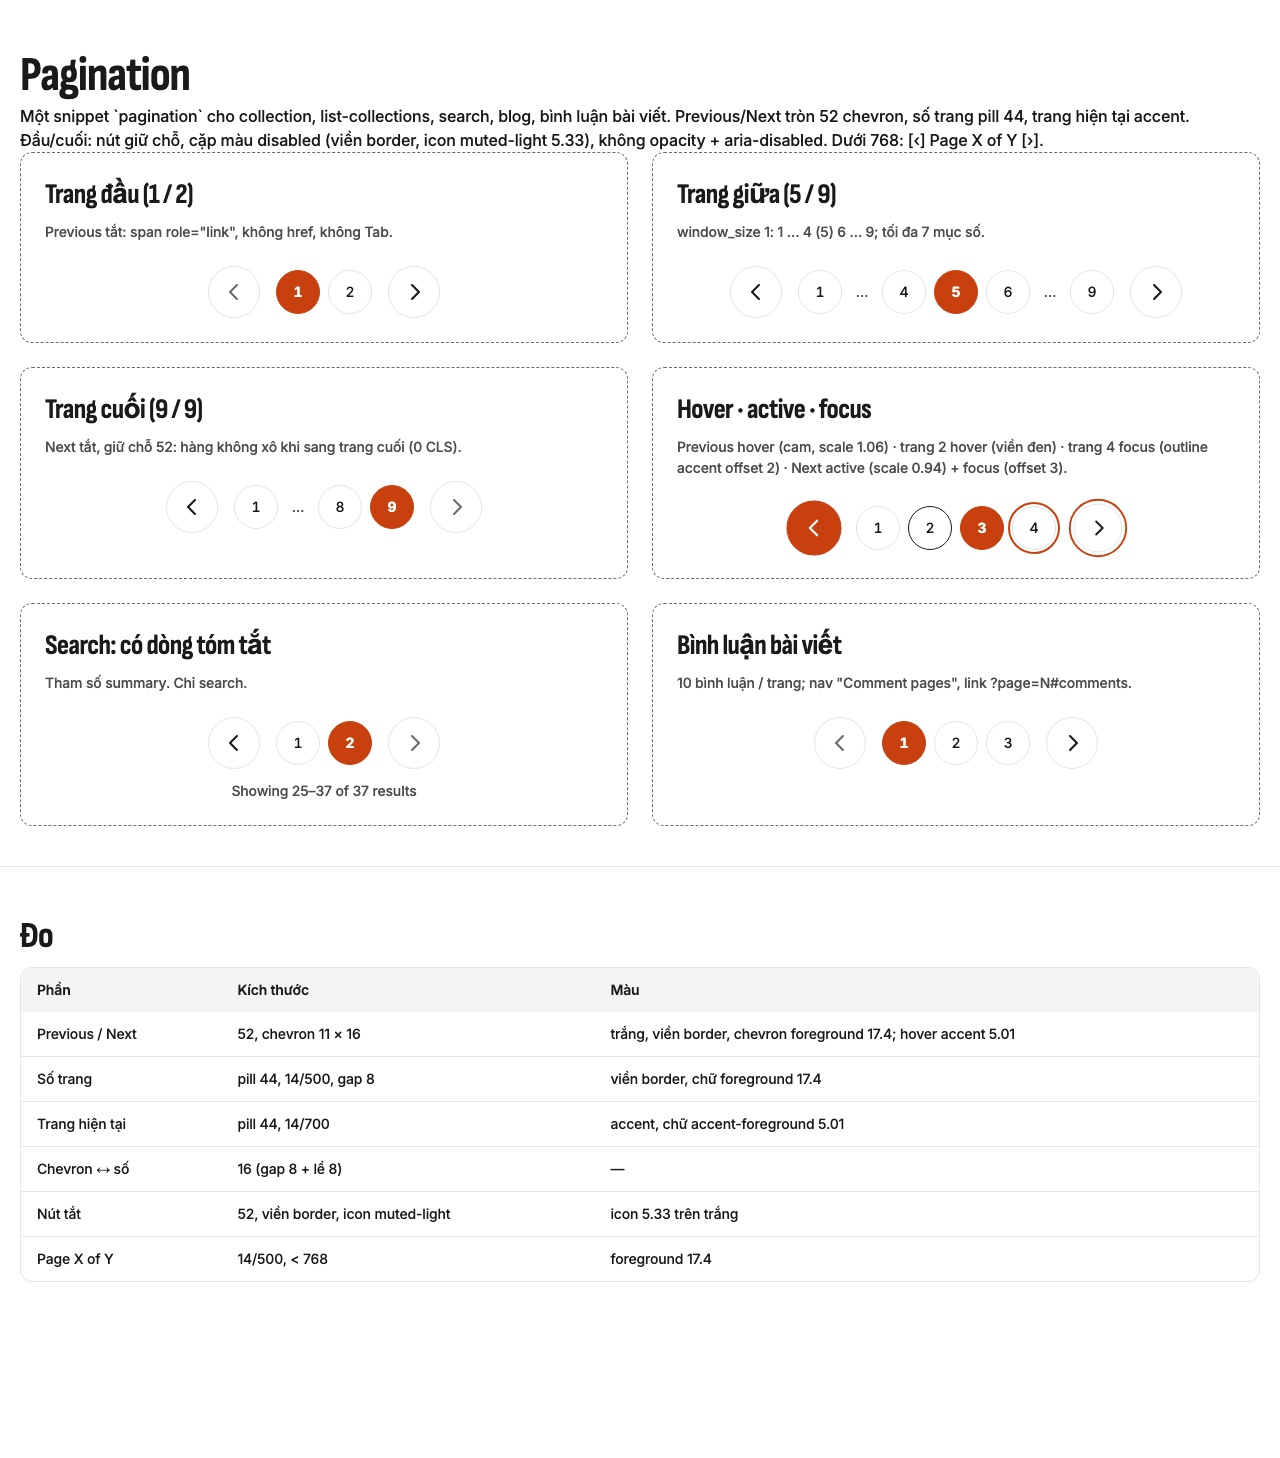 Pagination
Một snippet `pagination` cho collection, list-collections, search, blog, bình luận bài viết. Previous/Next tròn 52 chevron, số trang pill 44, trang hiện tại accent.
Đầu/cuối: nút giữ chỗ, cặp màu disabled (viền border, icon muted-light 5.33), không opacity + aria-disabled. Dưới 768: [‹] Page X of Y [›].
Trang đầu (1 / 2)
Previous tắt: span role="link", không href, không Tab.
1 2
Trang giữa (5 / 9)
window_size 1: 1 … 4 (5) 6 … 9; tối đa 7 mục số.
1 … 4 5 6 … 9
Trang cuối (9 / 9)
Next tắt, giữ chỗ 52: hàng không xô khi sang trang cuối (0 CLS).
1 … 8 9
Hover · active · focus
Previous hover (cam, scale 1.06) · trang 2 hover (viền đen) · trang 4 focus (outline
accent offset 2) · Next active (scale 0.94) + focus (offset 3).
1 2 3 4
Search: có dòng tóm tắt
Tham số summary. Chỉ search.
1 2
Showing 25–37 of 37 results
Bình luận bài viết
10 bình luận / trang; nav "Comment pages", link ?page=N#comments.
1 2 3
Đo
Phần Kích thước Màu
Previous / Next 52, chevron 11 × 16 trắng, viền border, chevron foreground 17.4; hover accent 5.01
Số trang pill 44, 14/500, gap 8 viền border, chữ foreground 17.4
Trang hiện tại pill 44, 14/700 accent, chữ accent-foreground 5.01
Chevron ↔ số 16 (gap 8 + lề 8) —
Nút tắt 52, viền border, icon muted-light icon 5.33 trên trắng
Page X of Y 14/500, < 768 foreground 17.4